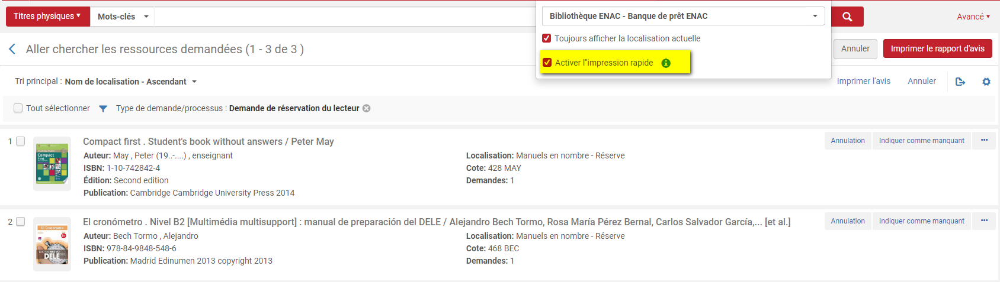 Titres physiques
Mots-clés
Bibliothèque ENAC - Banque de prêt ENAC
Avancé
Toujours afficher la localisation actuelle
Activer l"impression rapide
Aller chercher les ressources demandées (1 - 3 de 3 )
Annuler
Imprimer le rapport d'avis
Tri principal : Nom de localisation - Ascendant
Imprimer l'avis
Annuler
Tout sélectionner
Type de demande/processus : Demande de réservation du lecteur
1
Compact first . Student's book without answers / Peter May
Annulation
Indiquer comme manquant
Auteur: May , Peter (19..-....) , enseignant
Localisation: Manuels en nombre - Réserve
ISBN: 1-10-742842-4
Cote: 428 MAY
Édition: Second edition
Demandes: 1
Publication: Cambridge Cambridge University Press 2014
Compact
First
2
El cronómetro . Nivel B2 [Multimédia multisupport] : manual de preparación del DELE / Alejandro Bech Tormo, Rosa María Pérez Bernal, Carlos Salvador García,... [et al.]
Annulation
Indiquer comme manquant
Auteur: Bech Tormo , Alejandro
Localisation: Manuels en nombre - Réserve
ISBN: 978-84-9848-548-6
Cote: 468 BEC
Publication: Madrid Edinumen 2013 copyright 2013
Demandes: 1
El Cronómetro
DELE